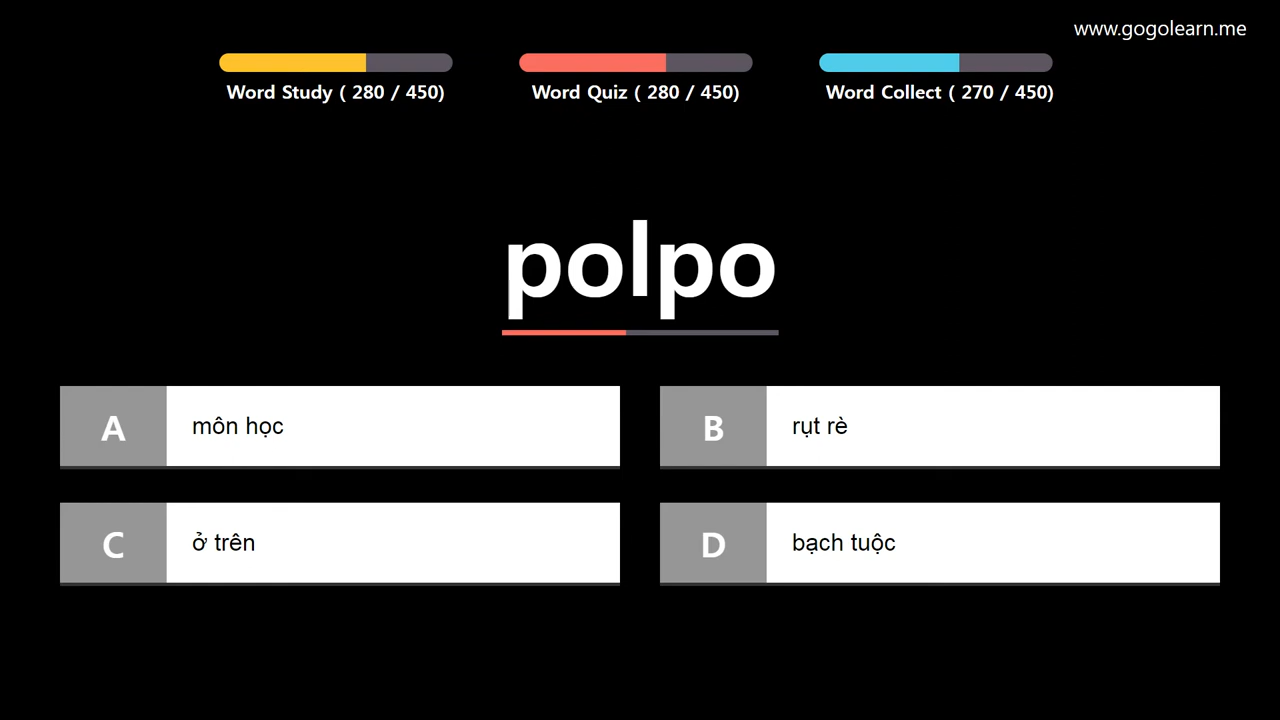 www.gogolearn.me
Word Study ( 280 / 450)
Word Quiz ( 280 / 450)
Word Collect ( 270 / 450)
polpo
A môn học
B rụt rè
C ở trên
D bạch tuộc